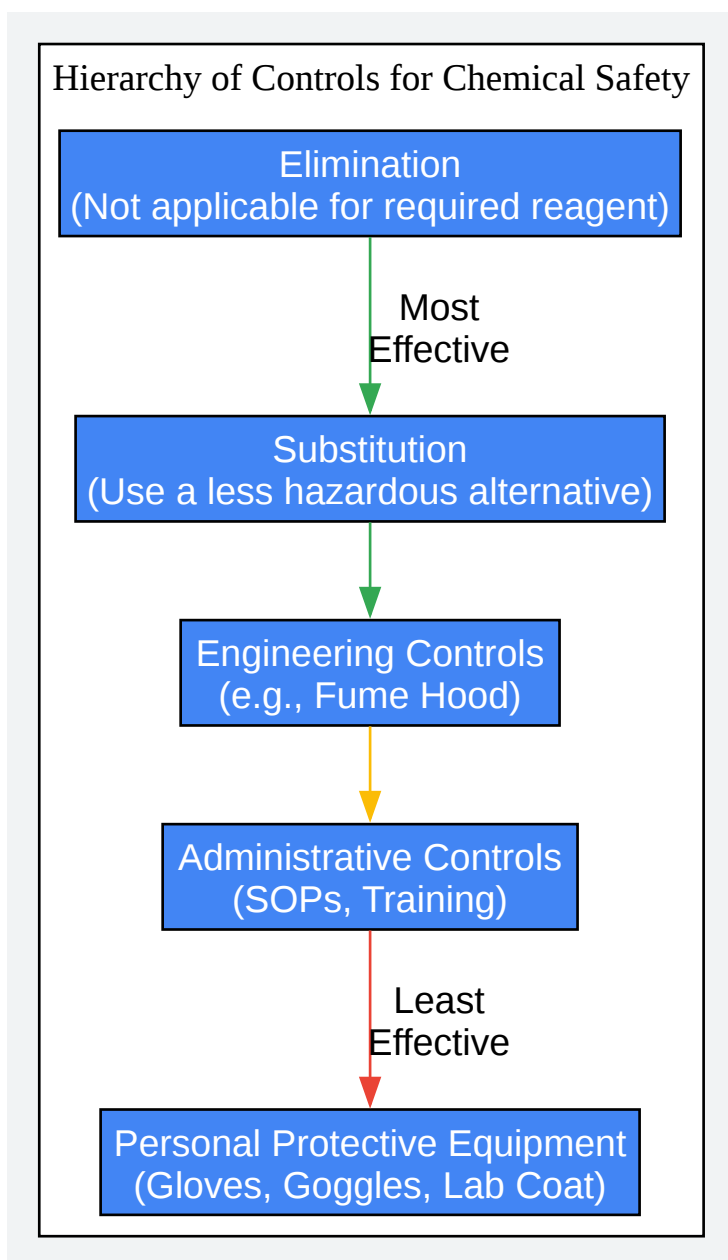 Hierarchy of Controls for Chemical Safety
Elimination
(Not applicable for required reagent)
Most
Effective
Substitution
(Use a less hazardous alternative)
Engineering Controls
(e.g., Fume Hood)
Administrative Controls
(SOPs, Training)
Least
Effective
Personal Protective Equipment
(Gloves, Goggles, Lab Coat)